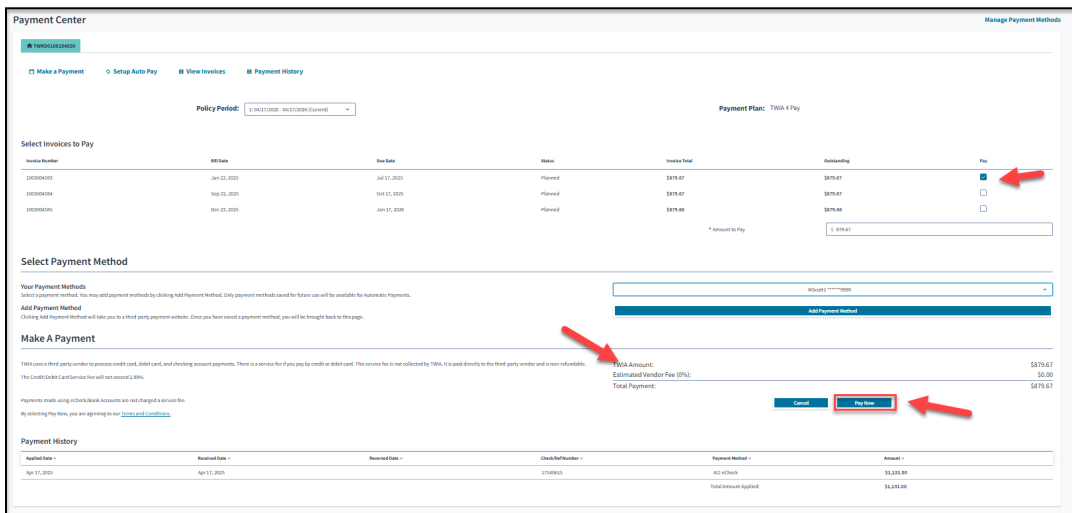 Payment Center
Manage Payment Methods
Make a Payment Setup Auto Pay View Invoices Payment History
Policy Period: 1: 04/17/2025 - 04/17/2026 (Current) Payment Plan: TWIA 4 Pay
Select Invoices to Pay
Invoice Number Bill Date Due Date Status Invoice Total Outstanding Pay
1003004393 Jun 22, 2025 Jul 17, 2025 Planned $879.67 $879.67
1003004394 Sep 22, 2025 Oct 17, 2025 Planned $879.67 $879.67
1003004395 Dec 23, 2025 Jan 17, 2026 Planned $879.66 $879.66
* Amount to Pay $ 879.67
Select Payment Method
Your Payment Methods
Select a payment method. You may add payment methods by clicking Add Payment Method. Only payment methods saved for future use will be available for Automatic Payments.
MScott1 ******9999
Add Payment Method
Clicking Add Payment Method will take you to a third-party payment website. Once you have saved a payment method, you will be brought back to this page.
Add Payment Method
Make A Payment
TWIA uses a third-party vendor to process credit card, debit card, and checking account payments. There is a service fee if you pay by credit or debit card. This service fee is not collected by TWIA. It is paid directly to the third-party vendor and is non refundable.
TWIA Amount: $879.67
The Credit/Debit Card Service Fee will not exceed 2.99%.
Estimated Vendor Fee (0%): $0.00
Total Payment: $879.67
Payments made using eCheck/Bank Accounts are not charged a service fee.
Cancel Pay Now
By selecting Pay Now, you are agreeing to our Terms and Conditions.
Payment History
Applied Date Received Date Reversed Date Check/Ref Number Payment Method Amount
Apr 17, 2025 Apr 17, 2025 - 17540615 ACI eCheck $1,131.00
Total Amount Applied: $1,131.00